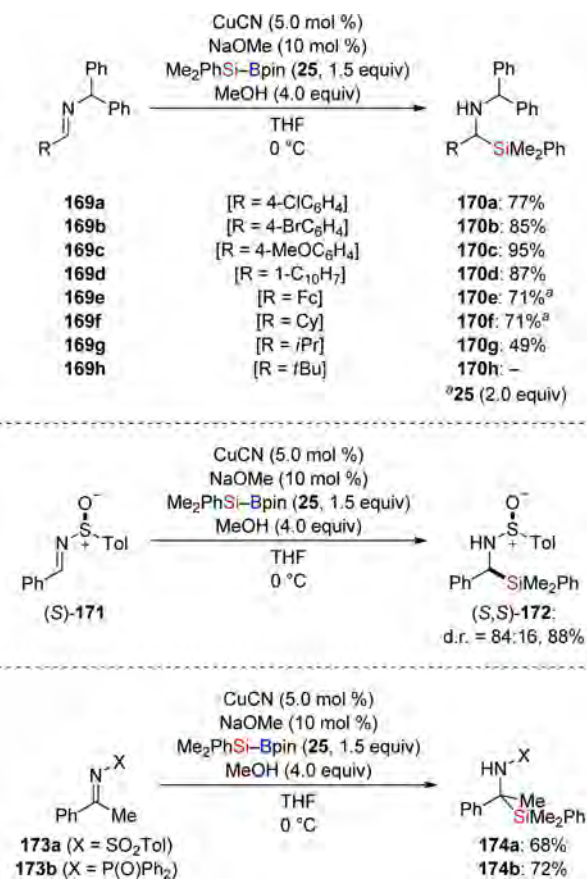 CuCN (5.0 mol %)
NaOMe (10 mol %)
Me2PhSi–Bpin (25, 1.5 equiv)
MeOH (4.0 equiv)
THF
0 °C
Ph
N
Ph
R
Ph
HN
Ph
R
SiMe2Ph
169a [R = 4-ClC6H4] 170a: 77%
169b [R = 4-BrC6H4] 170b: 85%
169c [R = 4-MeOC6H4] 170c: 95%
169d [R = 1-C10H7] 170d: 87%
169e [R = Fc] 170e: 71%a
169f [R = Cy] 170f: 71%a
169g [R = iPr] 170g: 49%
169h [R = tBu] 170h: –
a25 (2.0 equiv)
CuCN (5.0 mol %)
NaOMe (10 mol %)
Me2PhSi–Bpin (25, 1.5 equiv)
MeOH (4.0 equiv)
THF
0 °C
O−
N S+ Tol
Ph
(S)-171
O−
HN S+ Tol
Ph SiMe2Ph
(S,S)-172:
d.r. = 84:16, 88%
CuCN (5.0 mol %)
NaOMe (10 mol %)
Me2PhSi–Bpin (25, 1.5 equiv)
MeOH (4.0 equiv)
THF
0 °C
N X
Ph Me
173a (X = SO2Tol)
173b (X = P(O)Ph2)
HN X
Me
Ph SiMe2Ph
174a: 68%
174b: 72%